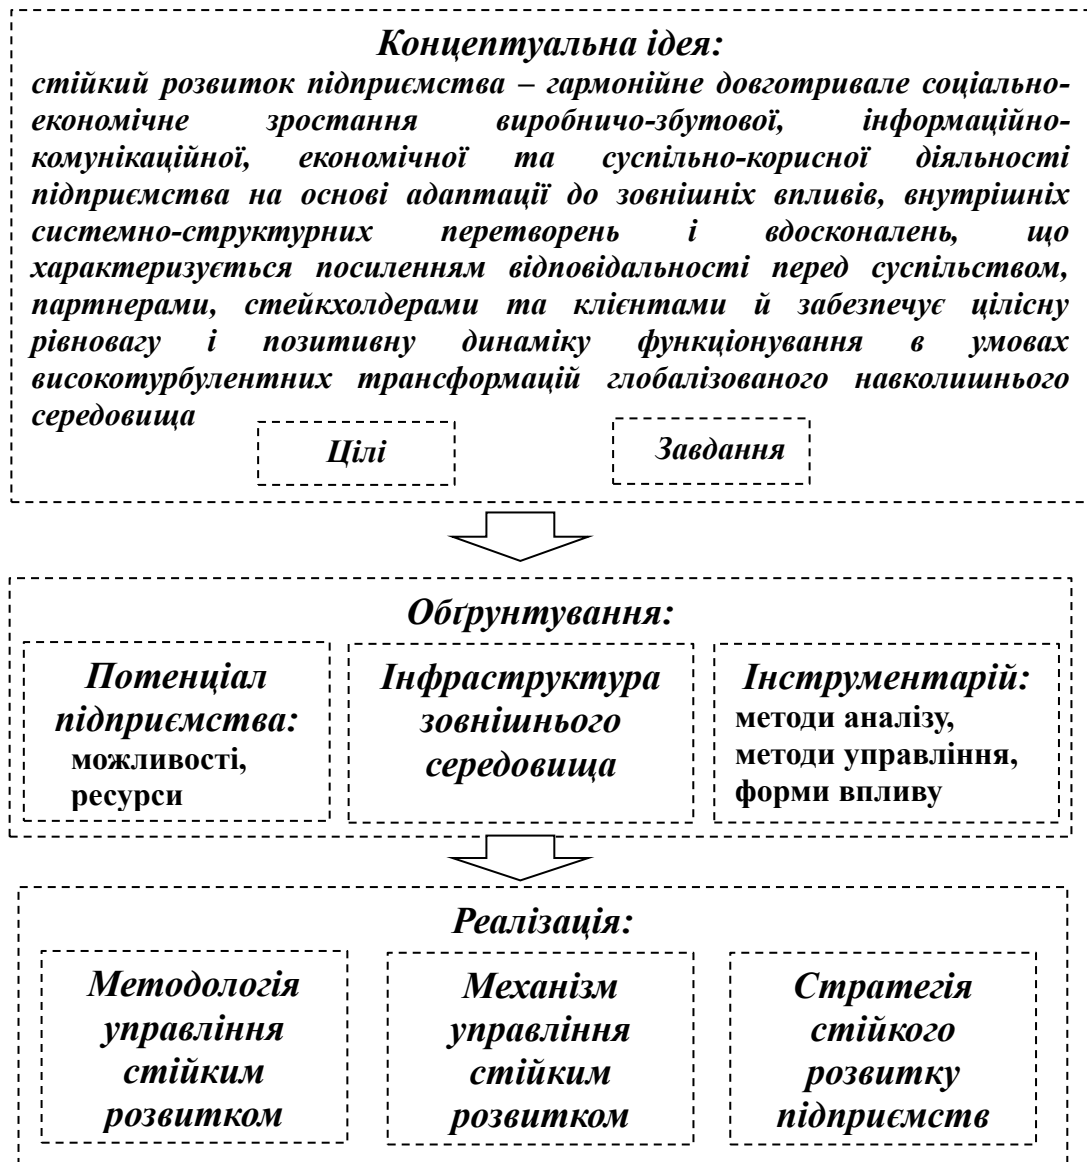 Концептуальна ідея:
стійкий розвиток підприємства – гармонійне довготривале соціально-
економічне зростання виробничо-збутової, інформаційно-
комунікаційної, економічної та суспільно-корисної діяльності
підприємства на основі адаптації до зовнішніх впливів, внутрішніх
системно-структурних перетворень і вдосконалень, що
характеризується посиленням відповідальності перед суспільством,
партнерами, стейкхолдерами та клієнтами й забезпечує цілісну
рівновагу і позитивну динаміку функціонування в умовах
високотурбулентних трансформацій глобалізованого навколишнього
середовища
Цілі
Завдання
Обґрунтування:
Потенціал
підприємства:
можливості,
ресурси
Інфраструктура
зовнішнього
середовища
Інструментарій:
методи аналізу,
методи управління,
форми впливу
Реалізація:
Методологія
управління
стійким
розвитком
Механізм
управління
стійким
розвитком
Стратегія
стійкого
розвитку
підприємств